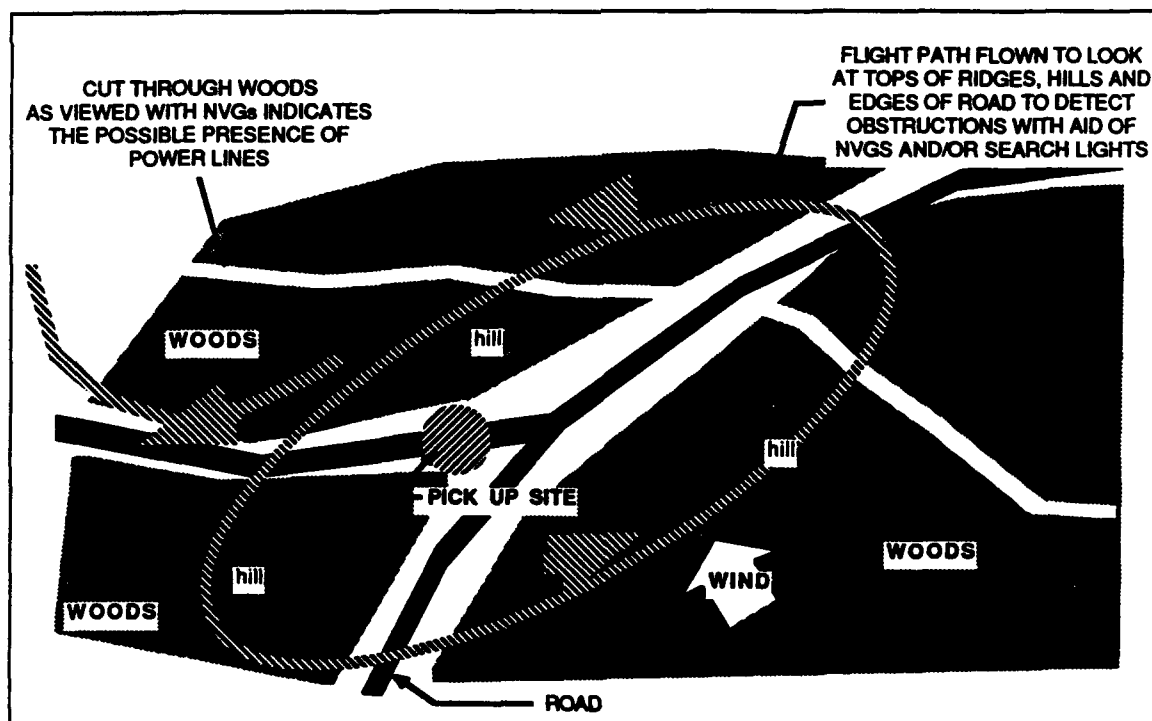 CUT THROUGH WOODS
AS VIEWED WITH NVGs INDICATES
THE POSSIBLE PRESENCE OF
POWER LINES
FLIGHT PATH FLOWN TO LOOK
AT TOPS OF RIDGES, HILLS AND
EDGES OF ROAD TO DETECT
OBSTRUCTIONS WITH AID OF
NVGS AND/OR SEARCH LIGHTS
WOODS
hill
hill
PICK UP SITE
hill
WOODS
WIND
WOODS
ROAD